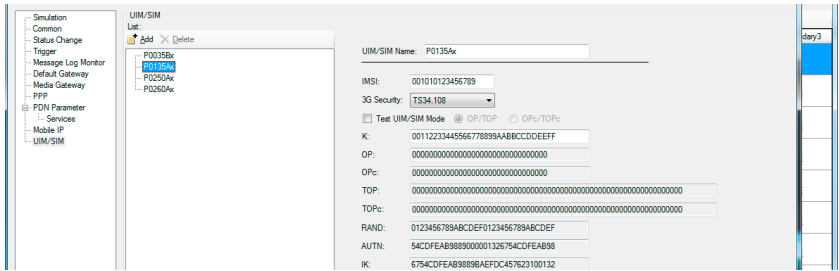 Simulation
Common
Status Change
Trigger
Message Log Monitor
Default Gateway
Media Gateway
PPP
PDN Parameter
Services
Mobile IP
UIM/SIM
UIM/SIM
List:
Add Delete
P0035Bx
P0135Ax
P0250Ax
P0260Ax
UIM/SIM Name: P0135Ax
IMSI: 001010123456789
3G Security: TS34.108
Test UIM/SIM Mode OP/TOP OPc/TOPc
K: 00112233445566778899AABBCCDDEEFF
OP: 00000000000000000000000000000000
OPc: 00000000000000000000000000000000
TOP: 0000000000000000000000000000000000000000000000000000000000000000
TOPc: 0000000000000000000000000000000000000000000000000000000000000000
RAND: 0123456789ABCDEF0123456789ABCDEF
AUTN: 54CDFEAB9889000001326754CDFEAB98
IK: 6754CDFEAB9889BAEFDC457623100132
dary3